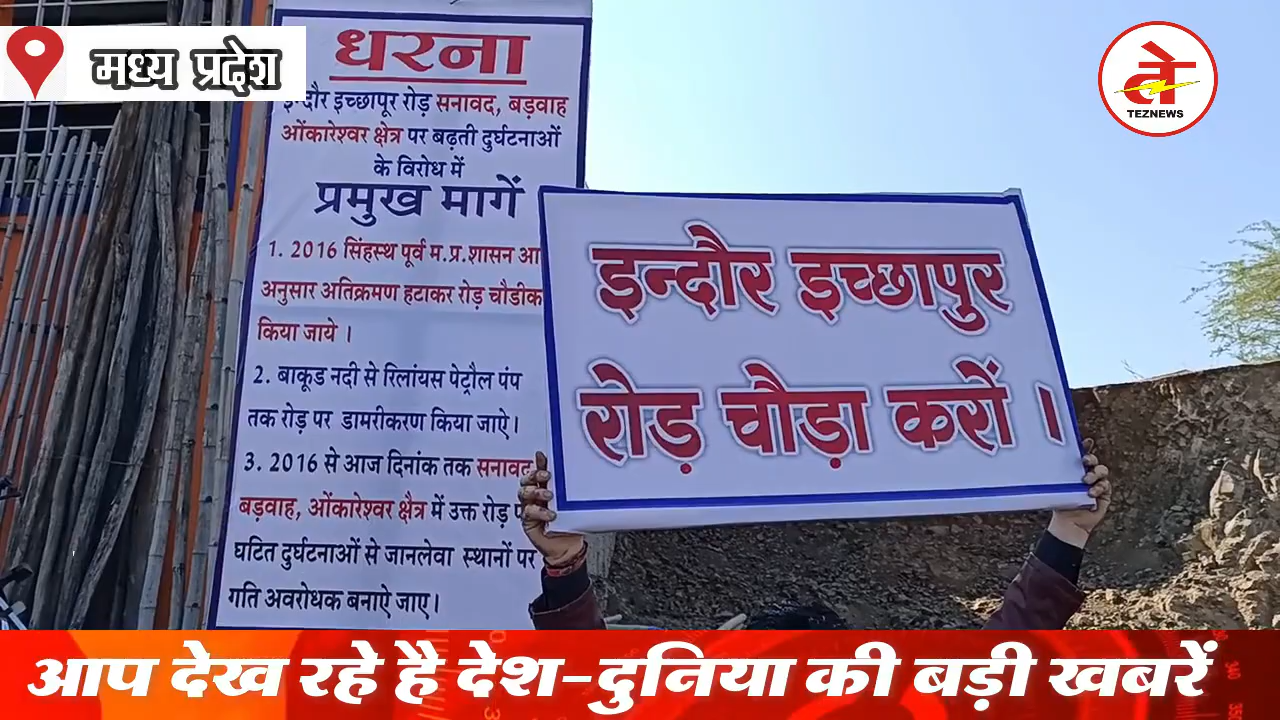 मध्य प्रदेश
ते
TEZNEWS
धरना
इन्दौर इच्छापूर रोड़ सनावद, बड़वाह
ओंकारेश्वर क्षेत्र पर बढ़ती दुर्घटनाओं
के विरोध में
प्रमुख मागें
1. 2016 सिंहस्थ पूर्व म.प्र.शासन आ
अनुसार अतिक्रमण हटाकर रोड़ चौडीक
किया जाये ।
2. बाकूड नदी से रिलांयस पेट्रौल पंप
तक रोड़ पर डामरीकरण किया जाऐ।
3. 2016 से आज दिनांक तक सनावद
बड़वाह, ओंकारेश्वर क्षैत्र में उक्त रोड़ प
घटित दुर्घटनाओं से जानलेवा स्थानों पर
गति अवरोधक बनाऐ जाए।
इन्दौर इच्छापुर
रोड़ चौड़ा करों ।
आप देख रहे है देश-दुनिया की बड़ी खबरें